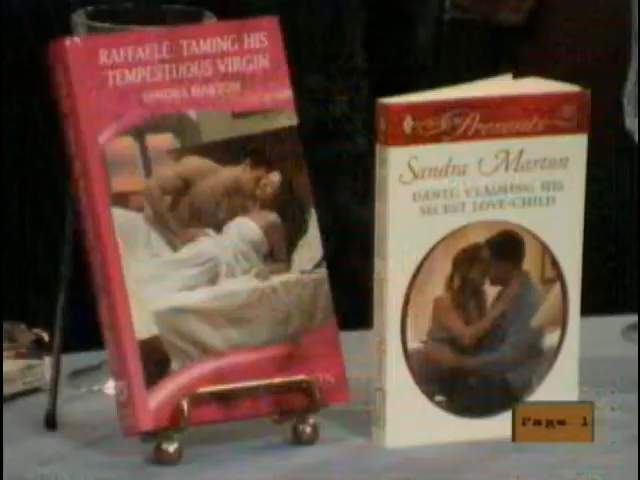 RAFFAELE: TAMING HIS
TEMPESTUOUS VIRGIN
SANDRA MARTON
Presents
Sandra Marton
DANTE: CLAIMING HIS
SECRET LOVE-CHILD
Page 1